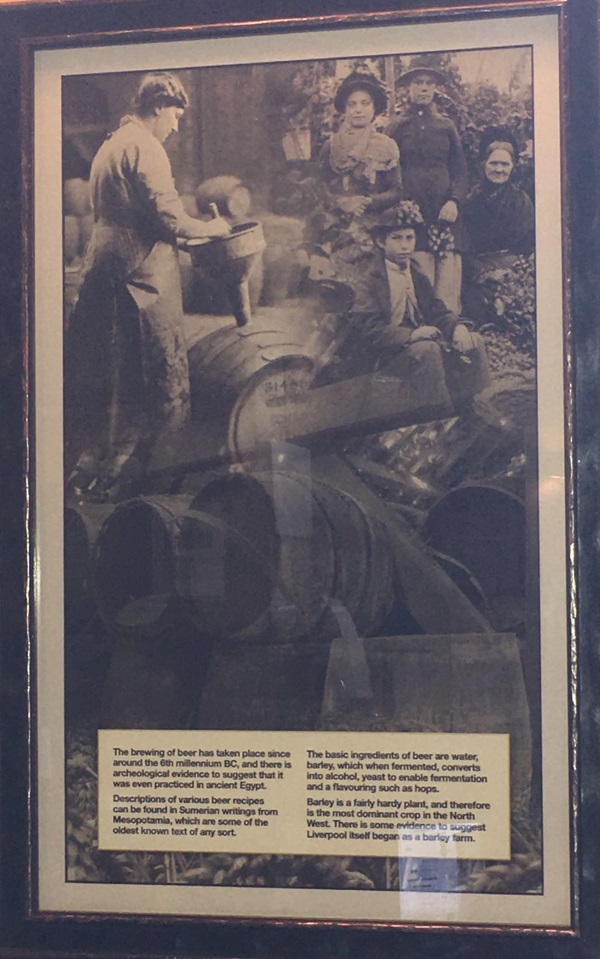 The brewing of beer has taken place since
around the 6th millennium BC, and there is
archeological evidence to suggest that it
was even practiced in ancient Egypt.
Descriptions of various beer recipes
can be found in Sumerian writings from
Mesopotamia, which are some of the
oldest known text of any sort.
The basic ingredients of beer are water,
barley, which when fermented, converts
into alcohol, yeast to enable fermentation
and a flavouring such as hops.
Barley is a fairly hardy plant, and therefore
is the most dominant crop in the North
West. There is some evidence to suggest
Liverpool itself began as a barley farm.